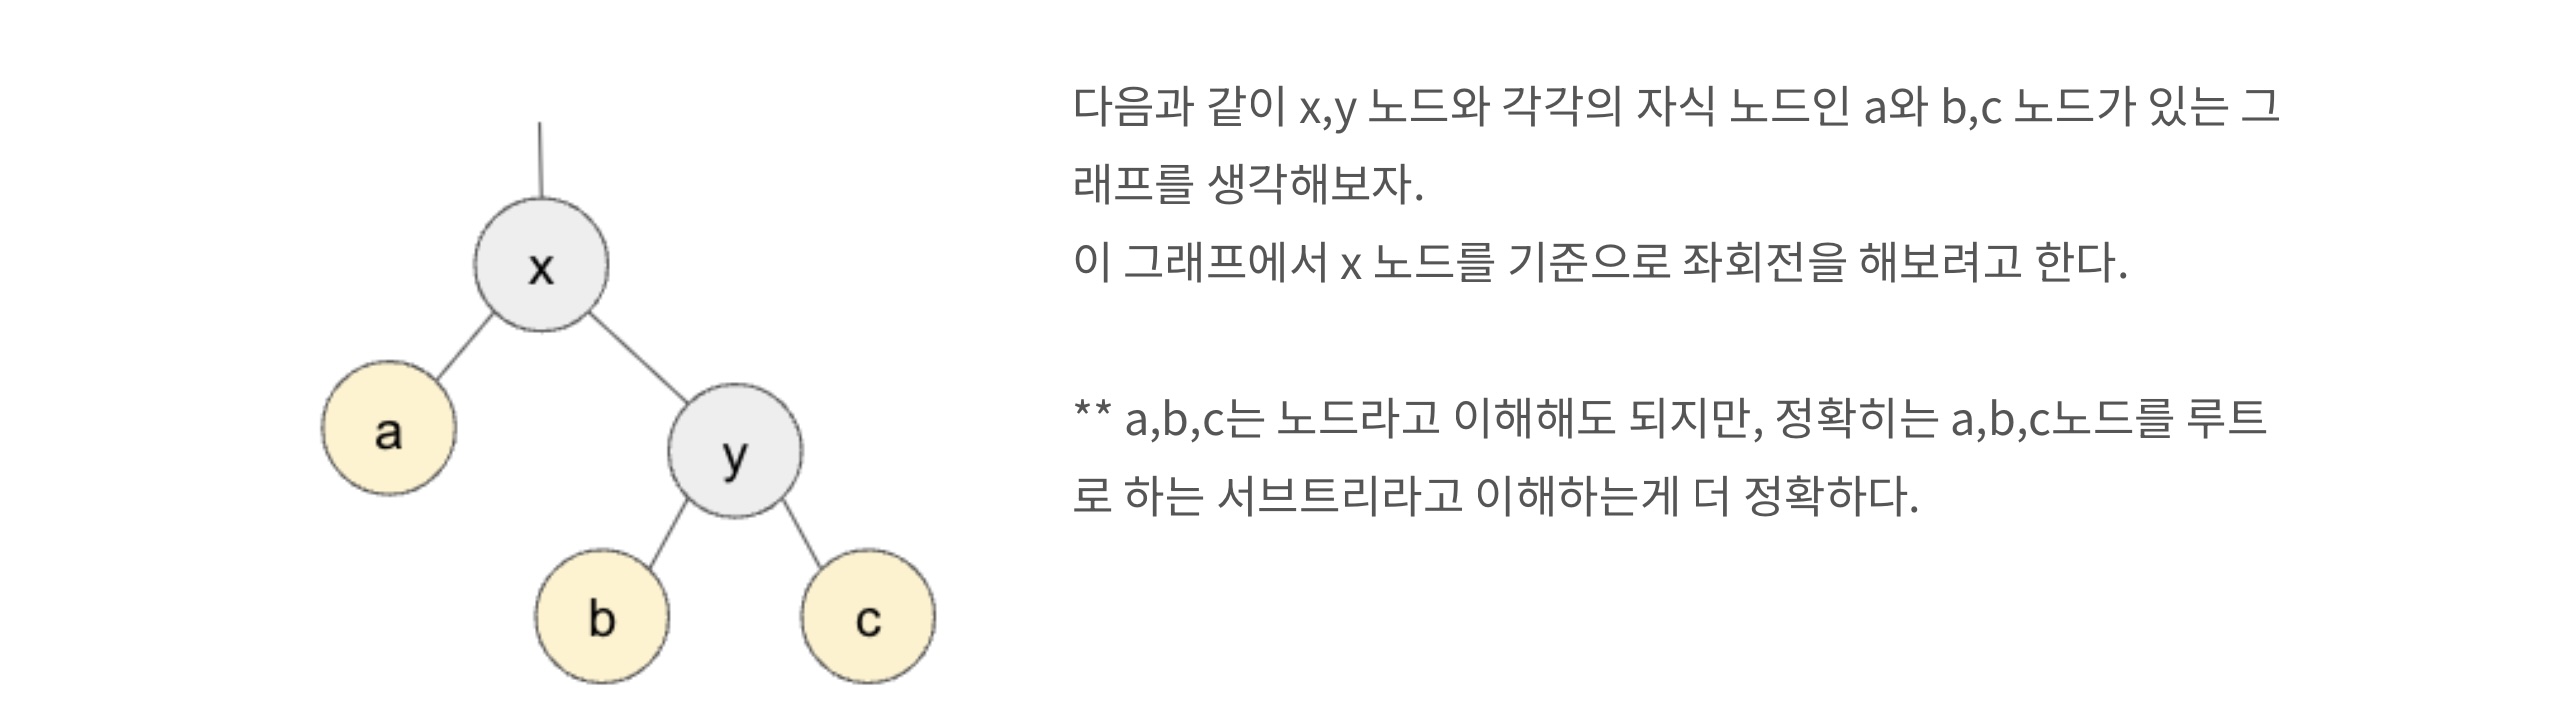 다음과 같이 x,y 노드와 각각의 자식 노드인 a와 b,c 노드가 있는 그
래프를 생각해보자.
이 그래프에서 x 노드를 기준으로 좌회전을 해보려고 한다.
** a,b,c는 노드라고 이해해도 되지만, 정확히는 a,b,c노드를 루트
로 하는 서브트리라고 이해하는게 더 정확하다.
x
a
y
b
c